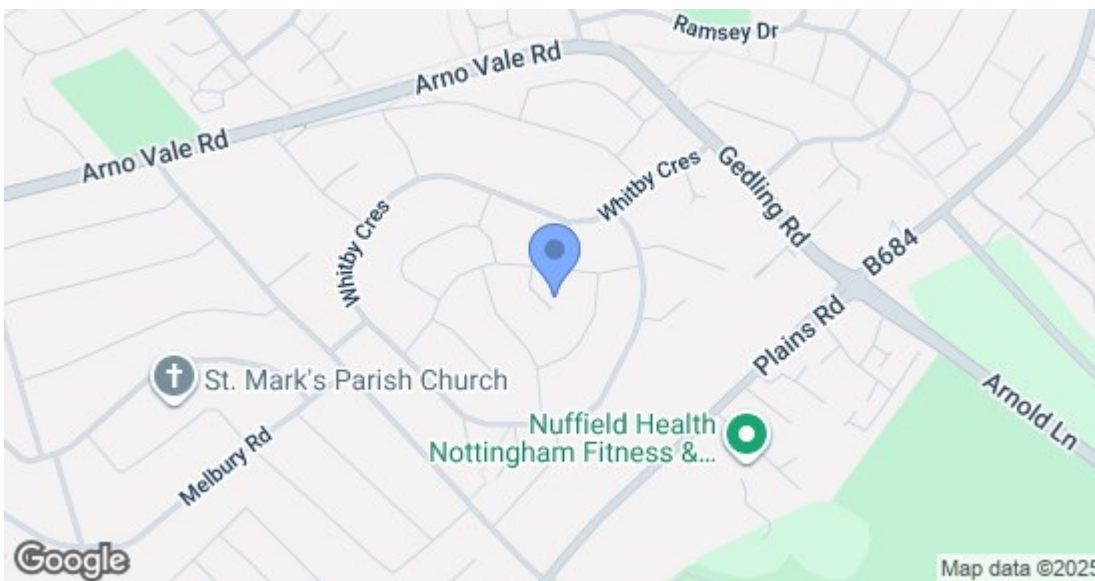 Ramsey Dr
Arno Vale Rd
Arno Vale Rd
Gedling Rd
Whitby Cres
Whitby Cres
B684
Plains Rd
St. Mark's Parish Church
Arnold Ln
Nuffield Health
Nottingham Fitness &...
Melbury Rd
Google
Map data ©2025